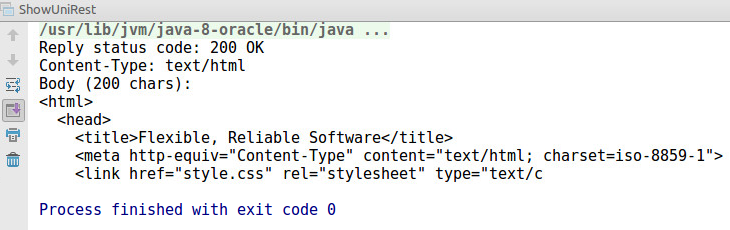 ShowUniRest
/usr/lib/jvm/java-8-oracle/bin/java ...
Reply status code: 200 OK
Content-Type: text/html
Body (200 chars):
<html>
  <head>
    <title>Flexible, Reliable Software</title>
    <meta http-equiv="Content-Type" content="text/html; charset=iso-8859-1">
    <link href="style.css" rel="stylesheet" type="text/c
Process finished with exit code 0